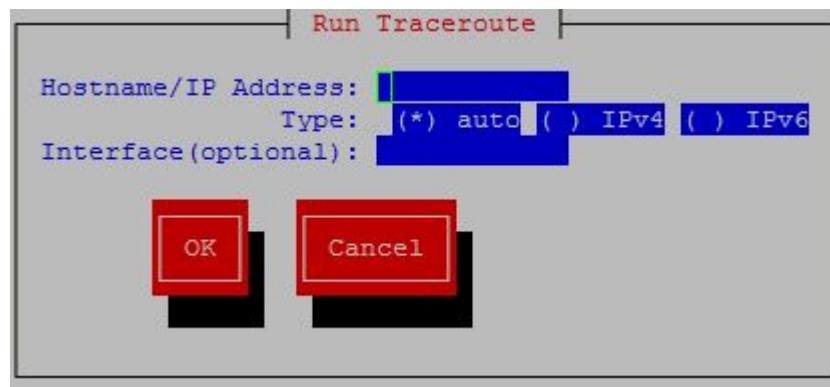 Run Traceroute
Hostname/IP Address:
Type: (*) auto ( ) IPv4 ( ) IPv6
Interface(optional):
OK Cancel